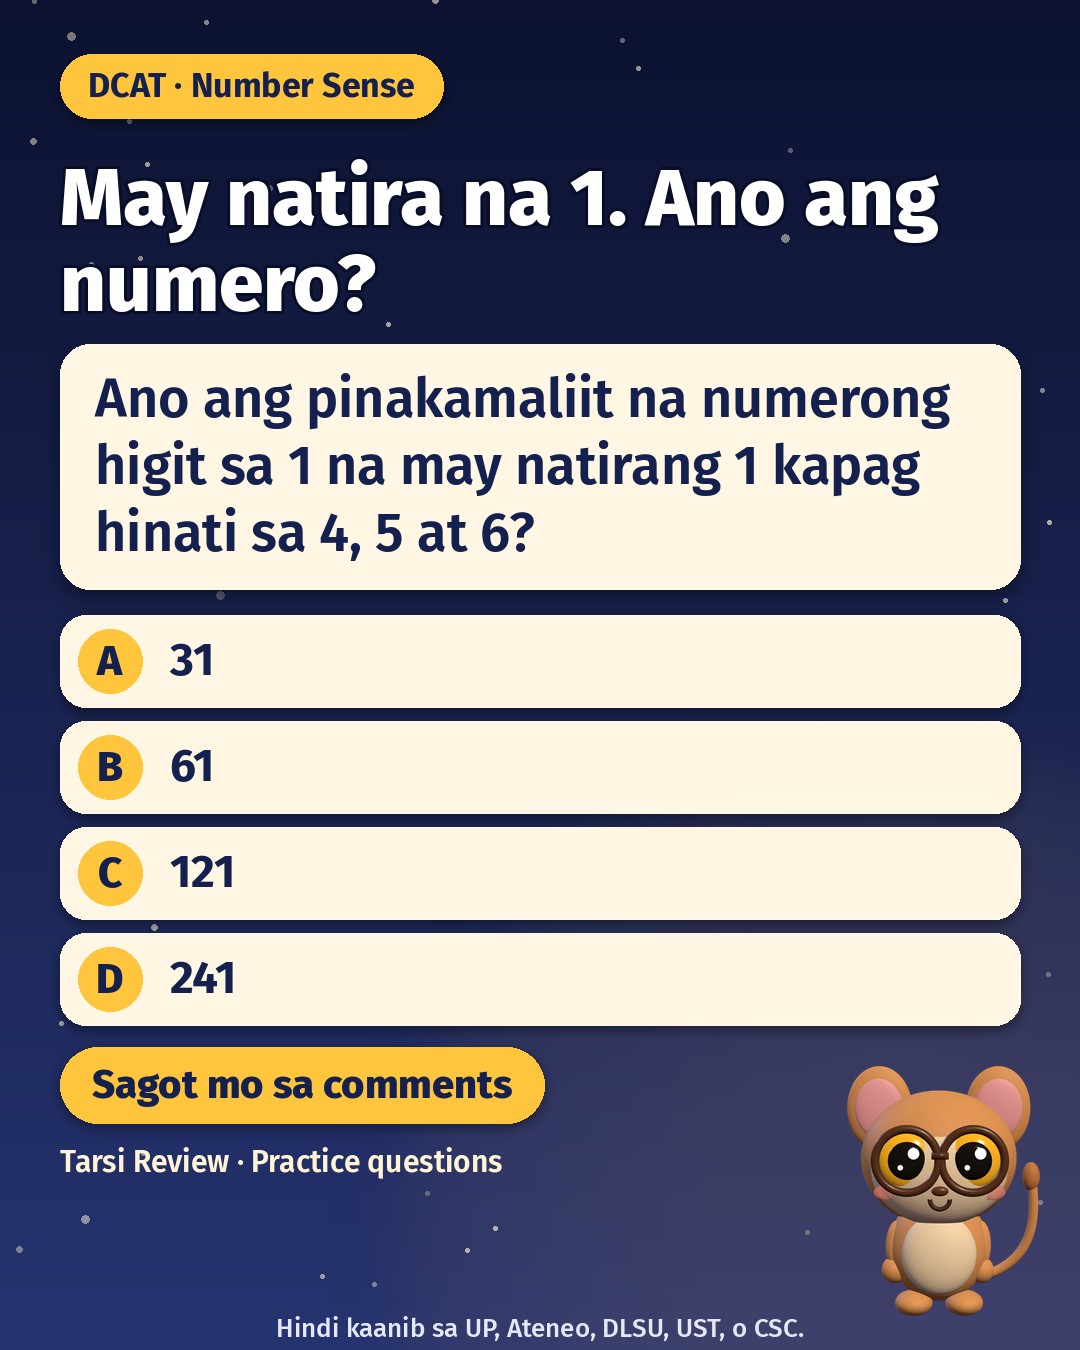 DCAT · Number Sense
May natira na 1. Ano ang
numero?
Ano ang pinakamaliit na numerong
higit sa 1 na may natirang 1 kapag
hinati sa 4, 5 at 6?
A 31
B 61
C 121
D 241
Sagot mo sa comments
Tarsi Review · Practice questions
Hindi kaanib sa UP, Ateneo, DLSU, UST, o CSC.